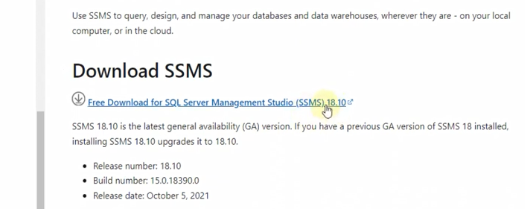 Use SSMS to query, design, and manage your databases and data warehouses, wherever they are - on your local
computer, or in the cloud.
Download SSMS
Free Download for SQL Server Management Studio (SSMS) 18.10
SSMS 18.10 is the latest general availability (GA) version. If you have a previous GA version of SSMS 18 installed,
installing SSMS 18.10 upgrades it to 18.10.
• Release number: 18.10
• Build number: 15.0.18390.0
• Release date: October 5, 2021